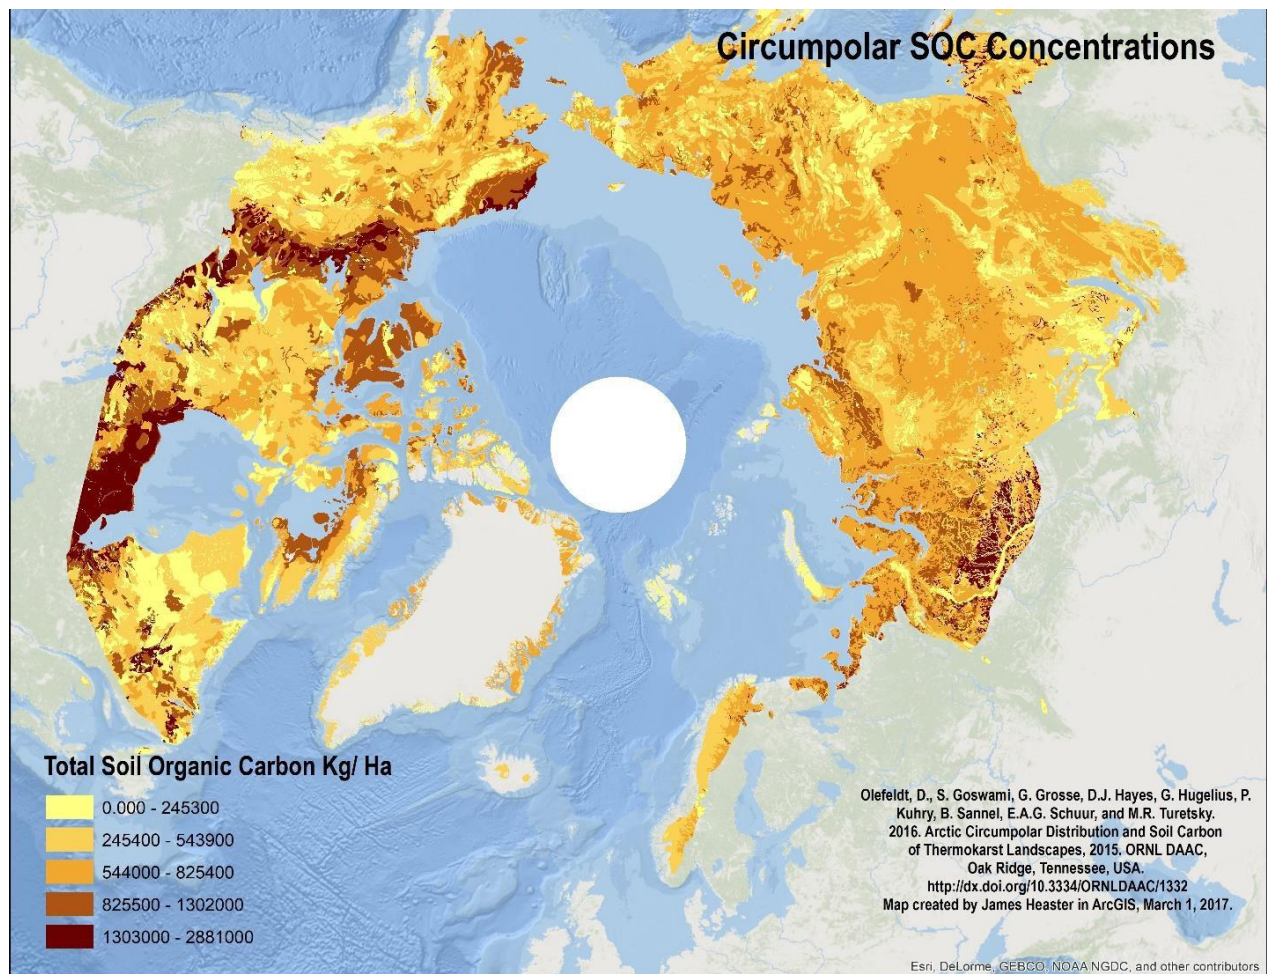 Circumpolar SOC Concentrations
Total Soil Organic Carbon Kg/ Ha
0.000 - 245300
245400 - 543900
544000 - 825400
825500 - 1302000
1303000 - 2881000
Olefeldt, D., S. Goswami, G. Grosse, D.J. Hayes, G. Hugelius, P.
Kuhry, B. Sannel, E.A.G. Schuur, and M.R. Turetsky.
2016. Arctic Circumpolar Distribution and Soil Carbon
of Thermokarst Landscapes, 2015. ORNL DAAC,
Oak Ridge, Tennessee, USA.
http://dx.doi.org/10.3334/ORNLDAAC/1332
Map created by James Heaster in ArcGIS, March 1, 2017.
Esri, DeLorme, GEBCO, NOAA NGDC, and other contributors